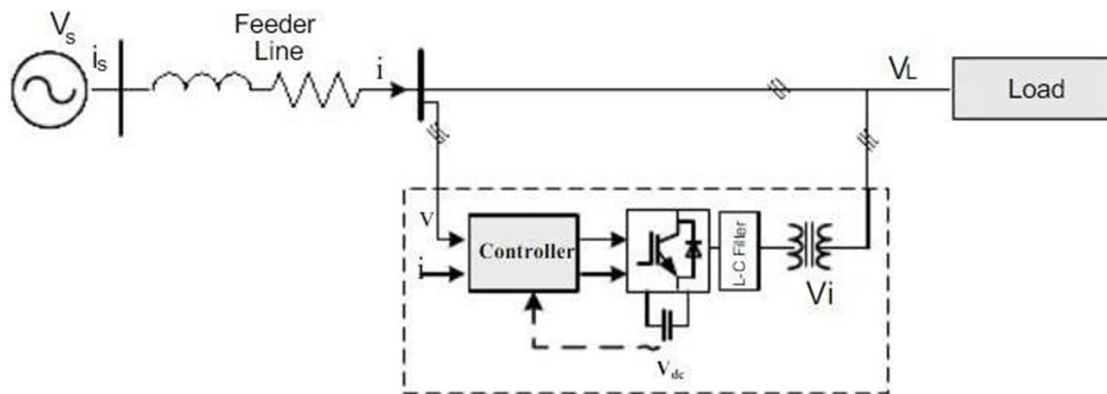 Vs
is
Feeder
Line
i
VL
Load
V
i
Controller
L-C Filter
Vi
Vdc